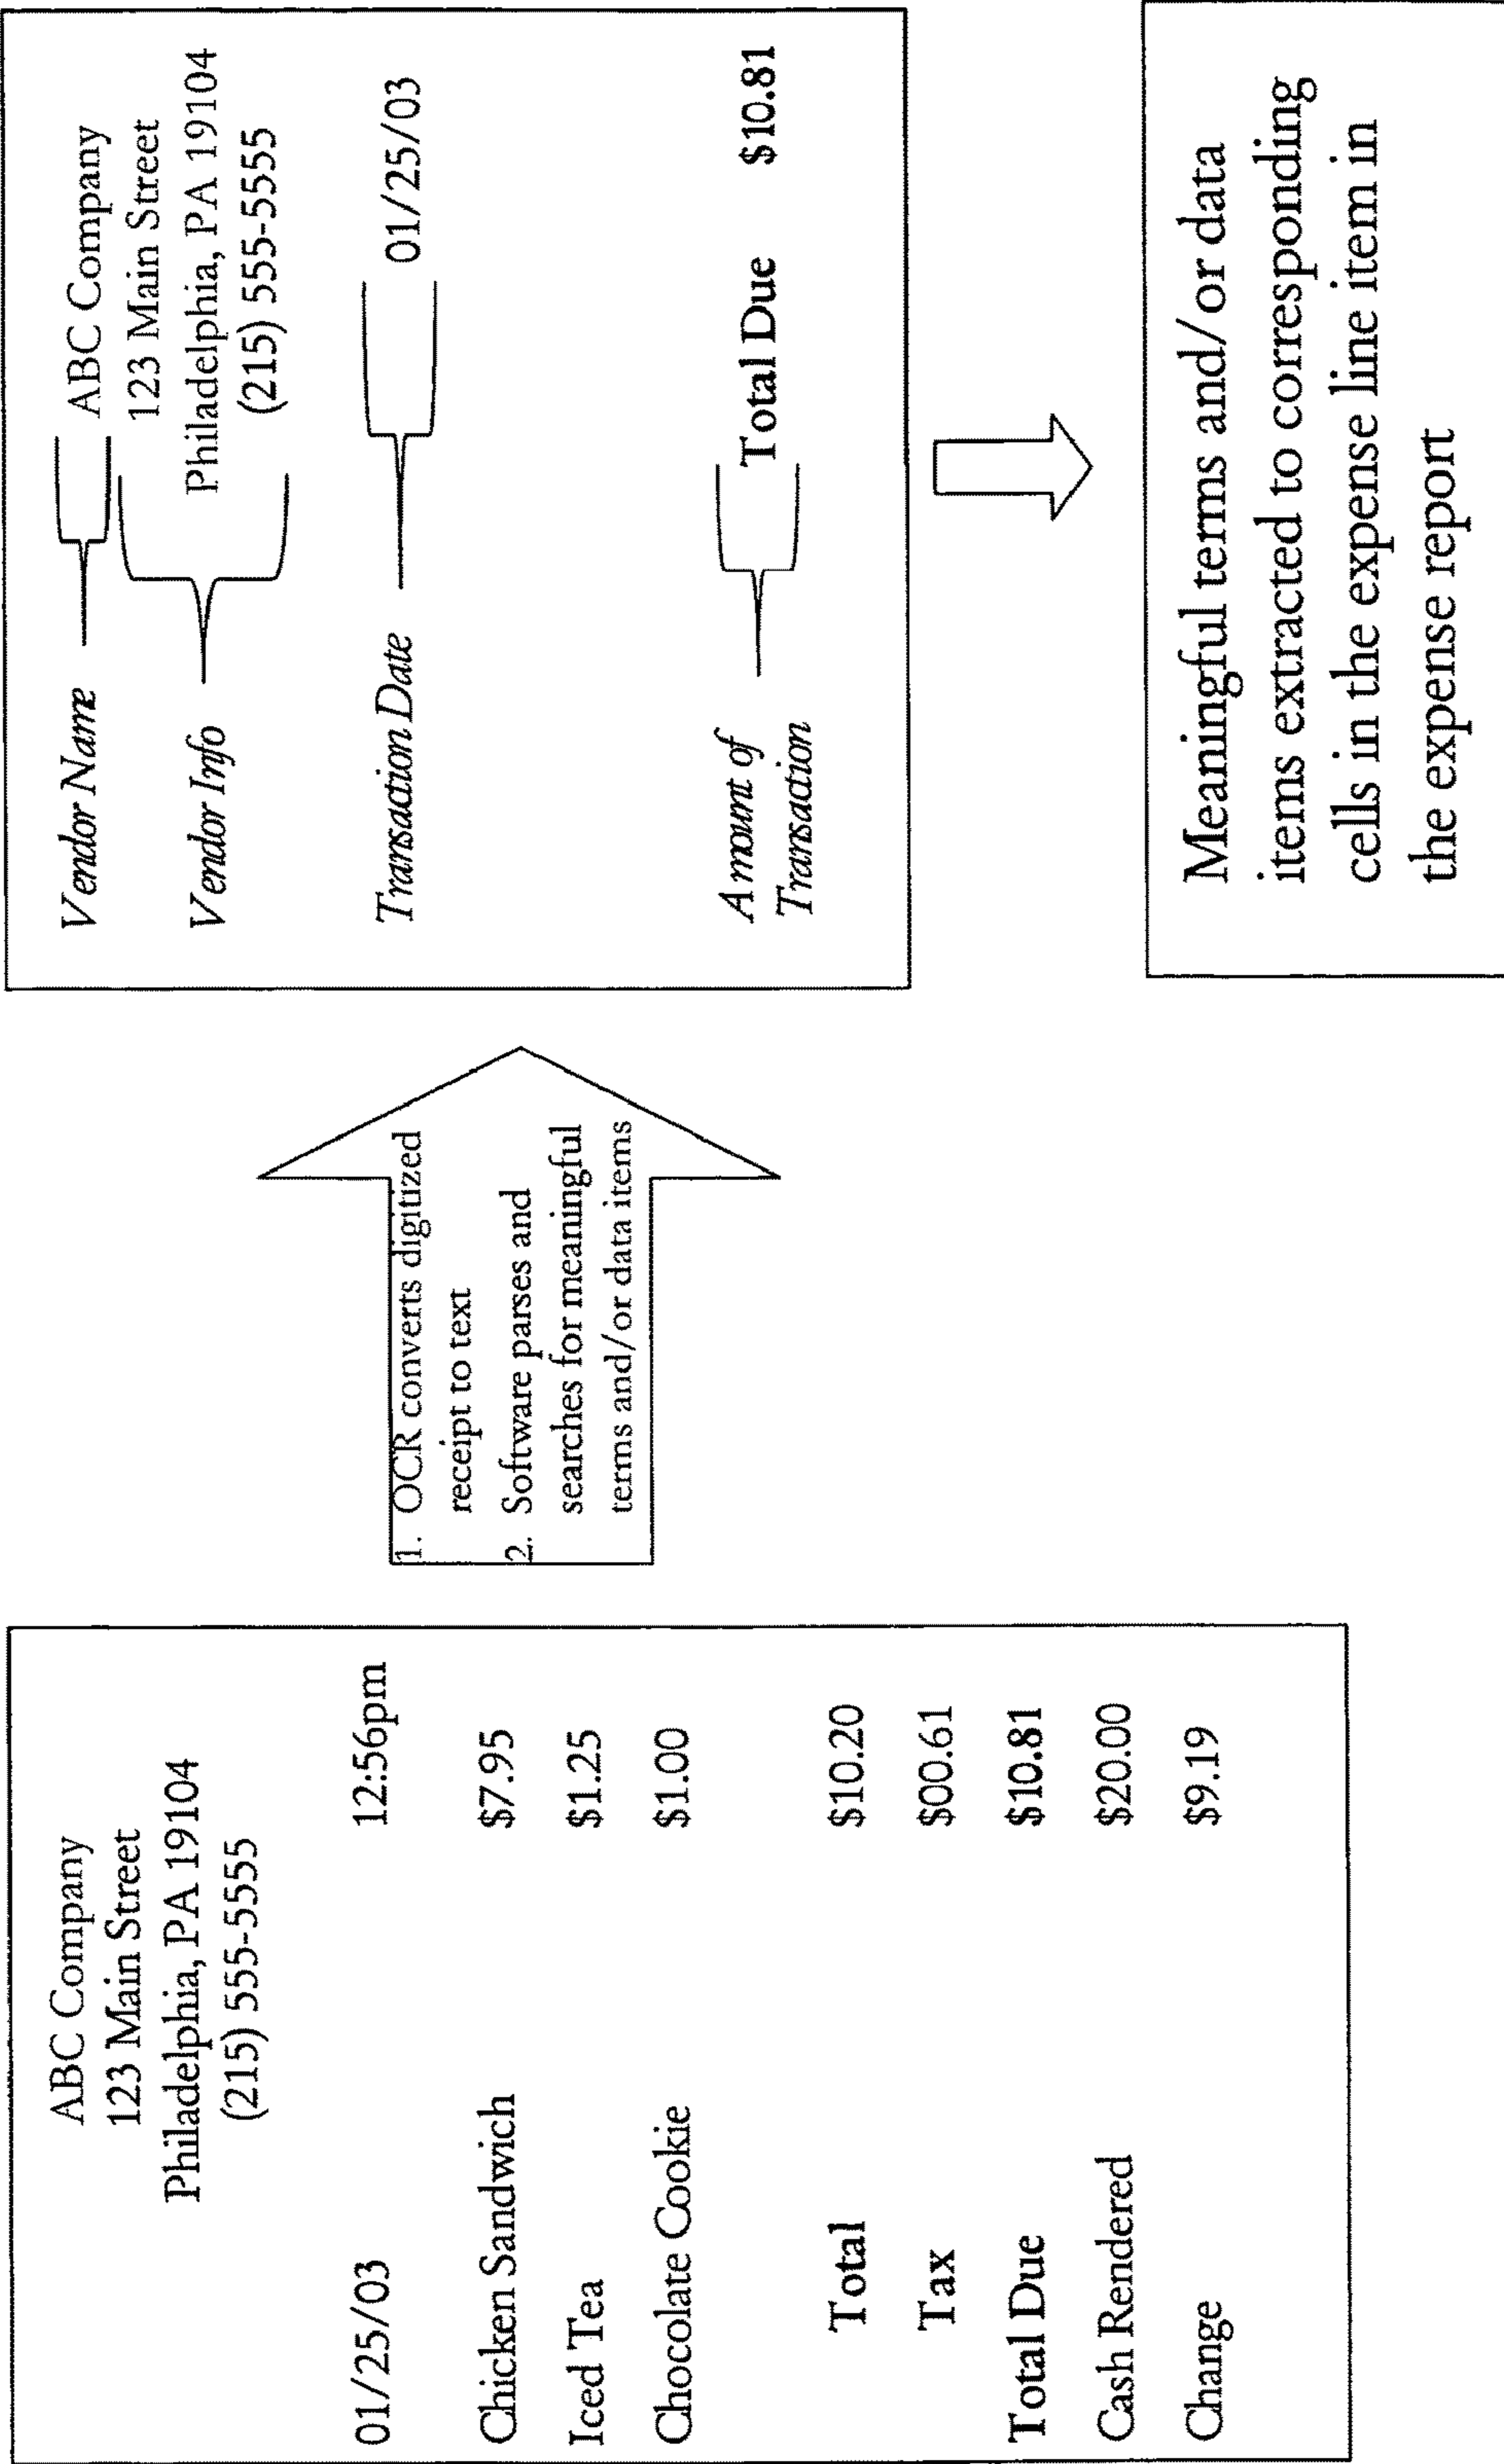 ABC Company
123 Main Street
Philadelphia, PA 19104
(215) 555-5555
01/25/03 12:56pm
Chicken Sandwich $7.95
Iced Tea $1.25
Chocolate Cookie $1.00
Total $10.20
Tax $00.61
Total Due $10.81
Cash Rendered $20.00
Change $9.19
1. OCR converts digitized
receipt to text
2. Software parses and
searches for meaningful
terms and/or data items
Vendor Name ABC Company
123 Main Street
Vendor Info Philadelphia, PA 19104
(215) 555-5555
Transaction Date 01/25/03
Amount of Total Due $10.81
Transaction
Meaningful terms and/or data
items extracted to corresponding
cells in the expense line item in
the expense report